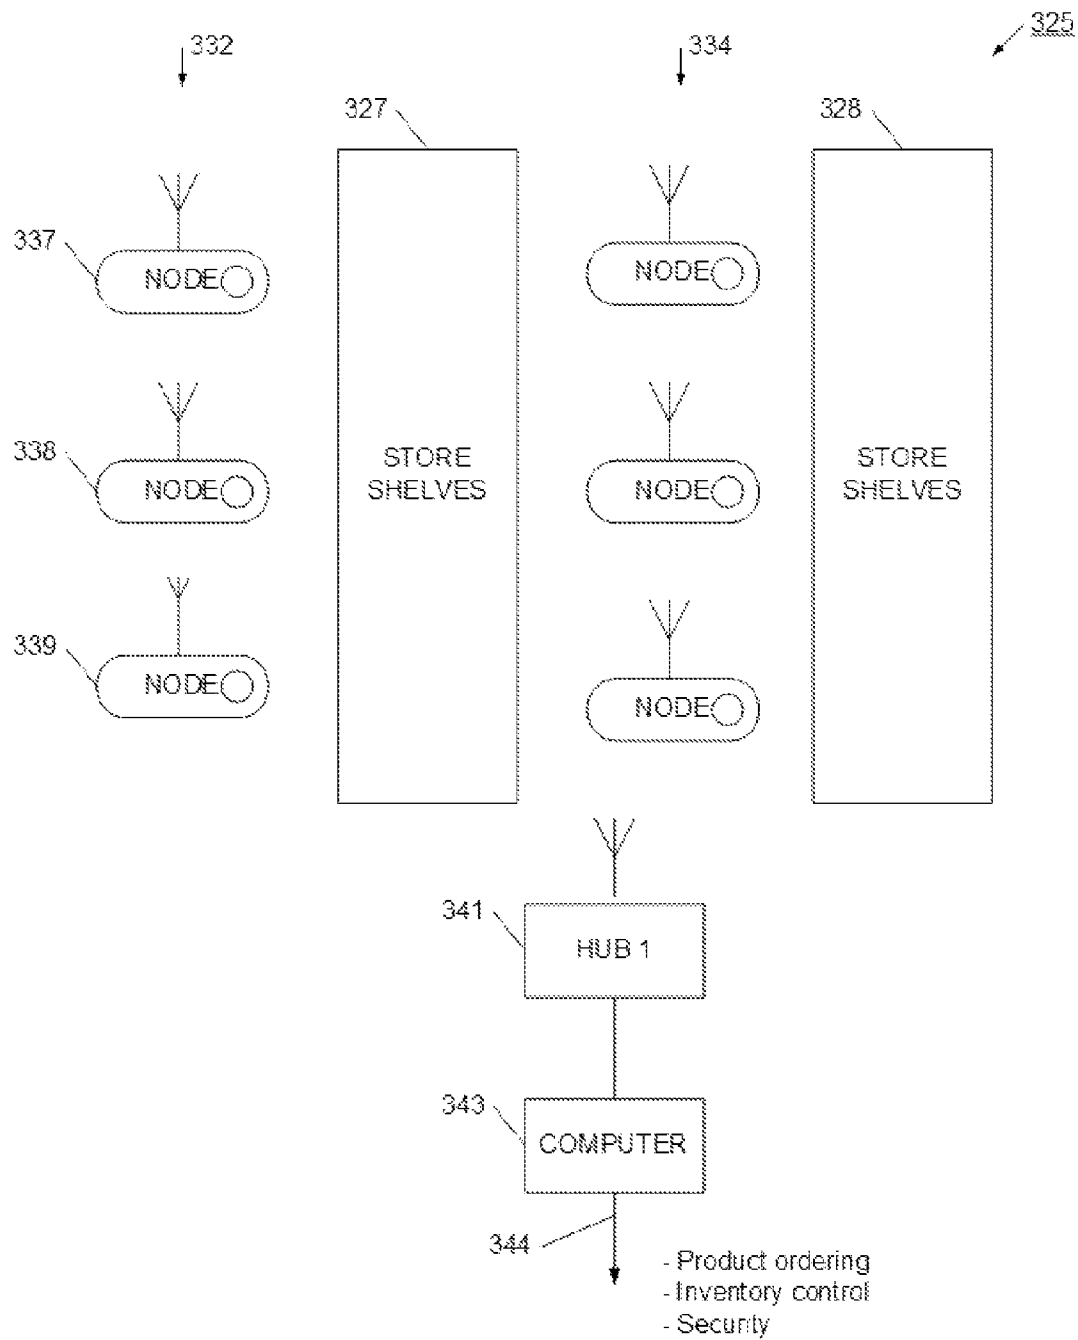 332
334
325
327
328
337
NODE
NODE
338
NODE
STORE
SHELVES
NODE
STORE
SHELVES
339
NODE
NODE
341
HUB 1
343
COMPUTER
344
- Product ordering
- Inventory control
- Security